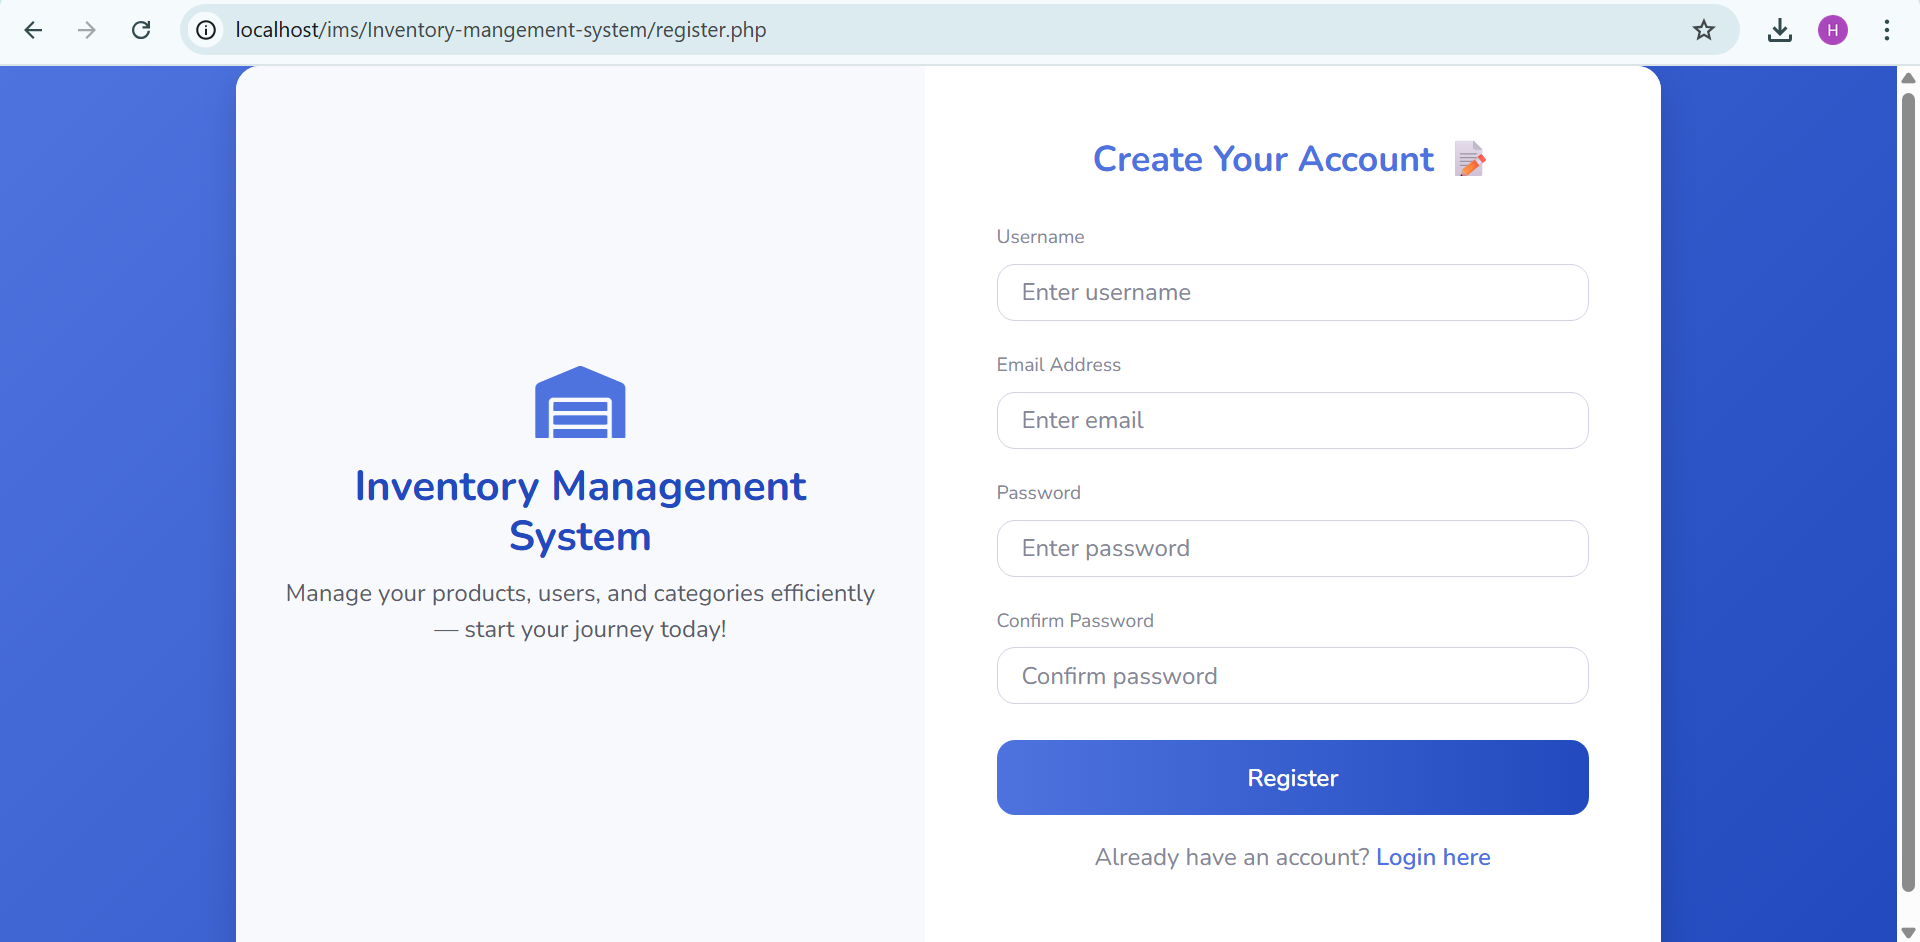 localhost/ims/Inventory-mangement-system/register.php
H
Inventory Management
System
Manage your products, users, and categories efficiently
— start your journey today!
Create Your Account
Username
Enter username
Email Address
Enter email
Password
Enter password
Confirm Password
Confirm password
Register
Already have an account? Login here